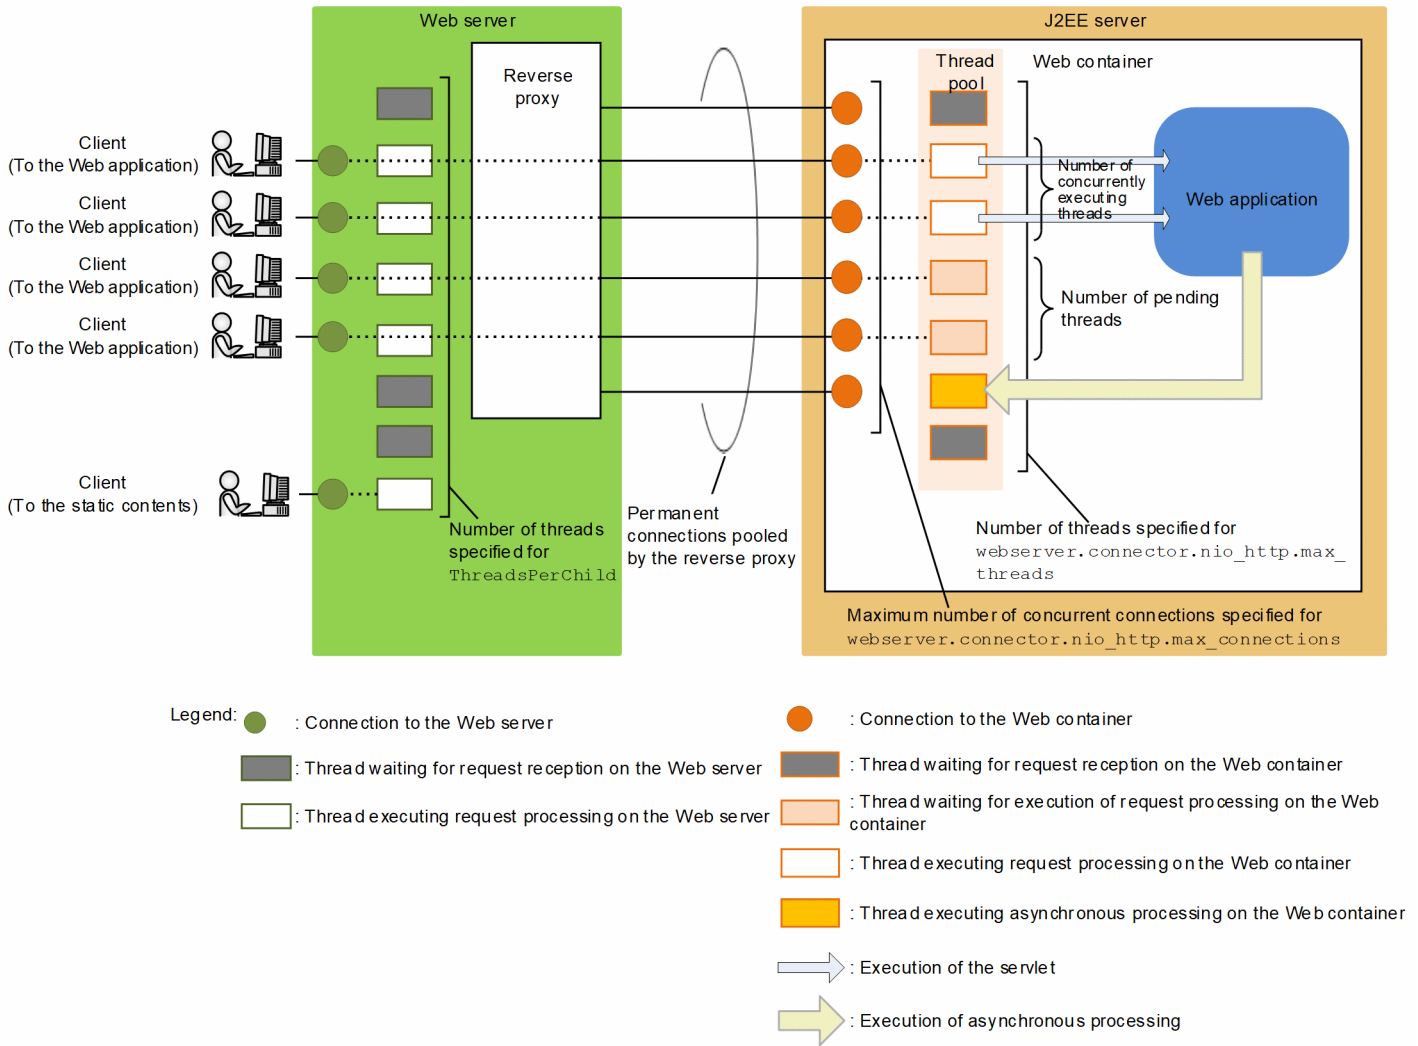 Web server
J2EE server
Reverse
proxy
Thread
pool
Web container
Client
(To the Web application)
Client
(To the Web application)
Client
(To the Web application)
Client
(To the Web application)
Number of
concurrently
executing
threads
Web application
Number of pending
threads
Client
(To the static contents)
Number of threads
specified for
ThreadsPerChild
Permanent
connections pooled
by the reverse proxy
Number of threads specified for
webserver.connector.nio_http.max_
threads
Maximum number of concurrent connections specified for
webserver.connector.nio_http.max_connections
Legend:
: Connection to the Web server
: Thread waiting for request reception on the Web server
: Thread executing request processing on the Web server
: Connection to the Web container
: Thread waiting for request reception on the Web container
: Thread waiting for execution of request processing on the Web
container
: Thread executing request processing on the Web container
: Thread executing asynchronous processing on the Web container
: Execution of the servlet
: Execution of asynchronous processing